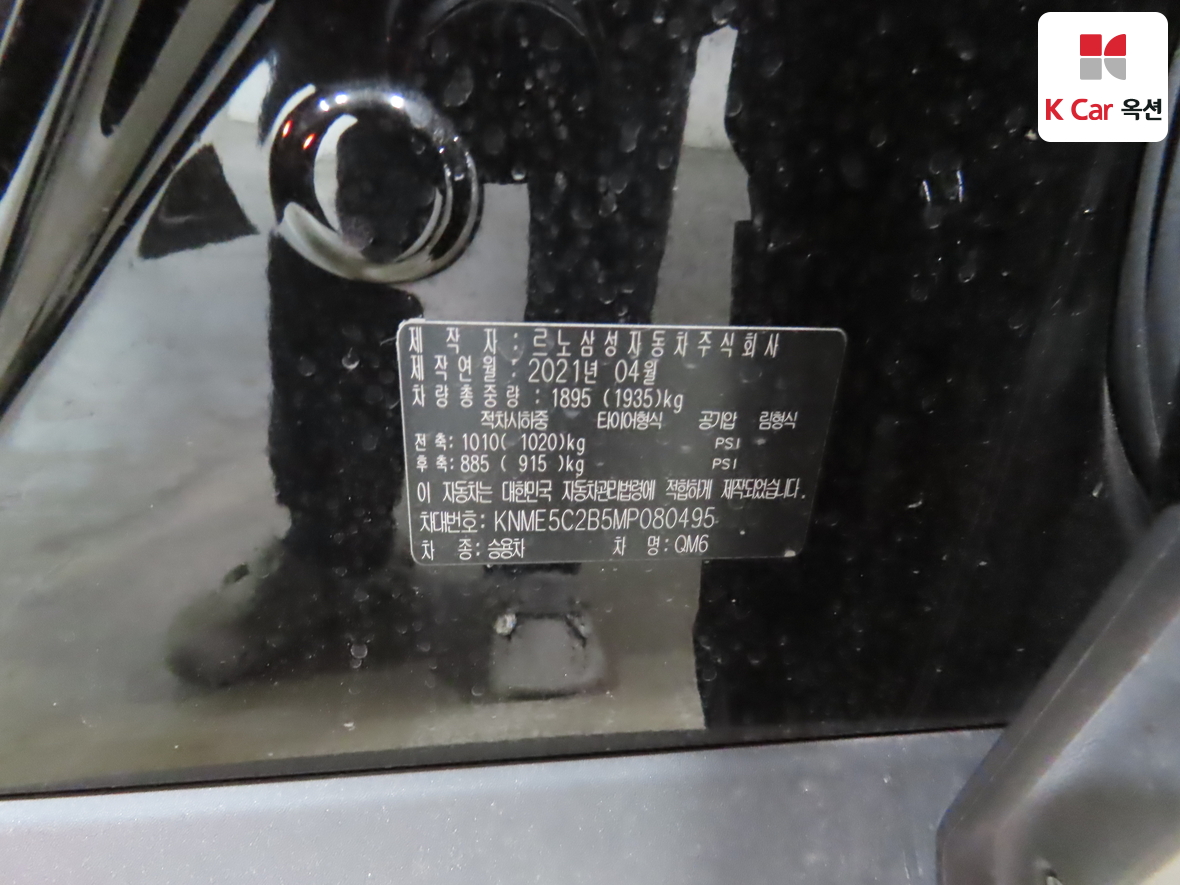 K Car 옥션
제 작 자 : 르노삼성자동차주식회사
제작연월 : 2021년 04월
차량총중량 : 1895 (1935)kg
적차시하중 타이어형식 공기압 림형식
전 축: 1010( 1020)kg PSI
후 축: 885 ( 915 )kg PSI
이 자동차는 대한민국 자동차관리법령에 적합하게 제작되었습니다.
차대번호: KNME5C2B5MP080495
차 종: 승용차 차 명: QM6